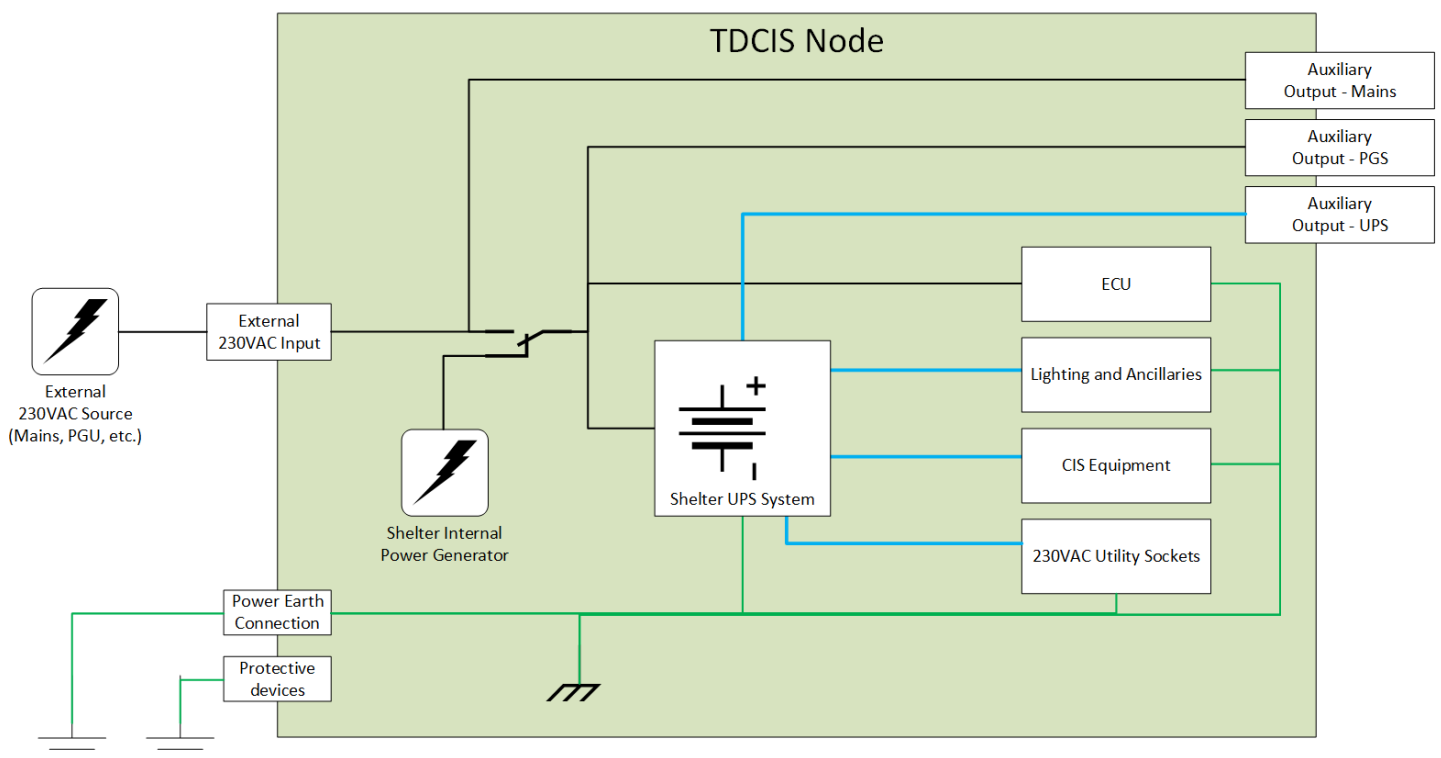 TDCIS Node
Auxiliary
Output - Mains
Auxiliary
Output - PGS
Auxiliary
Output - UPS
ECU
External
230VAC Input
External
230VAC Source
(Mains, PGU, etc.)
Lighting and Ancillaries
CIS Equipment
Shelter UPS System
Shelter Internal
Power Generator
230VAC Utility Sockets
Power Earth
Connection
Protective
devices